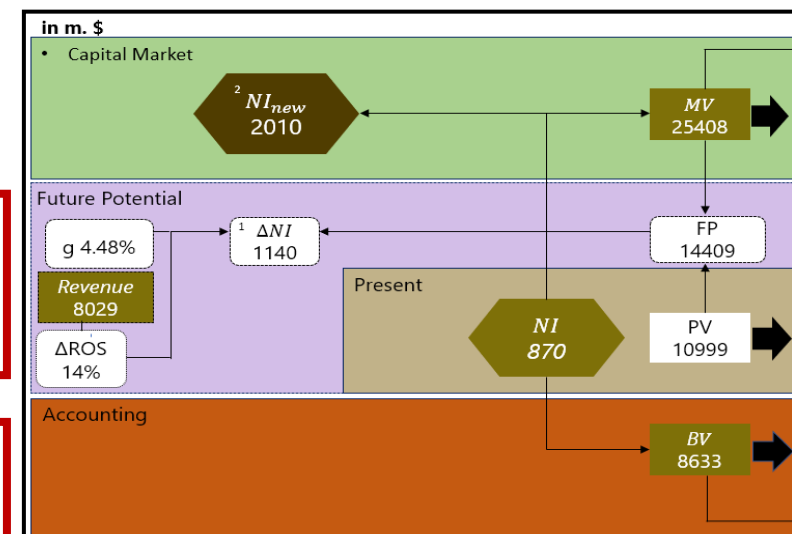 in m. $
• Capital Market
² NI_new
2010
MV
25408
Future Potential
g 4.48%
¹ ΔNI
1140
FP
14409
Revenue
8029
Present
ΔROS
14%
NI
870
PV
10999
Accounting
BV
8633